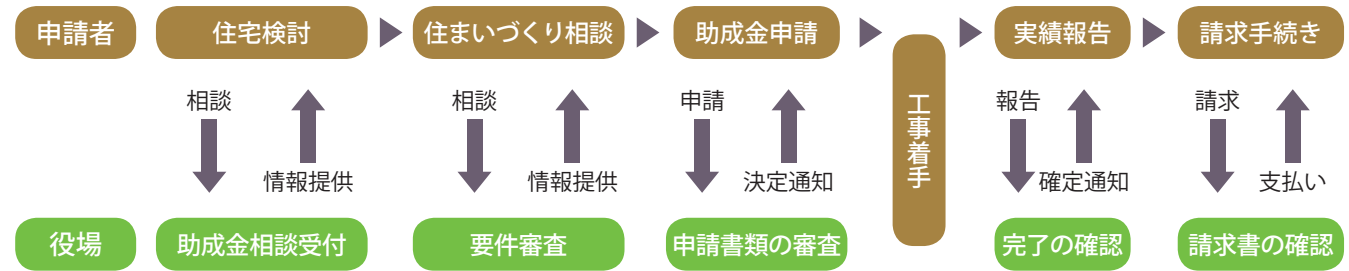 申請者
住宅検討
住まいづくり相談
助成金申請
工事着手
実績報告
請求手続き
相談
情報提供
相談
情報提供
申請
決定通知
報告
確定通知
請求
支払い
役場
助成金相談受付
要件審査
申請書類の審査
完了の確認
請求書の確認